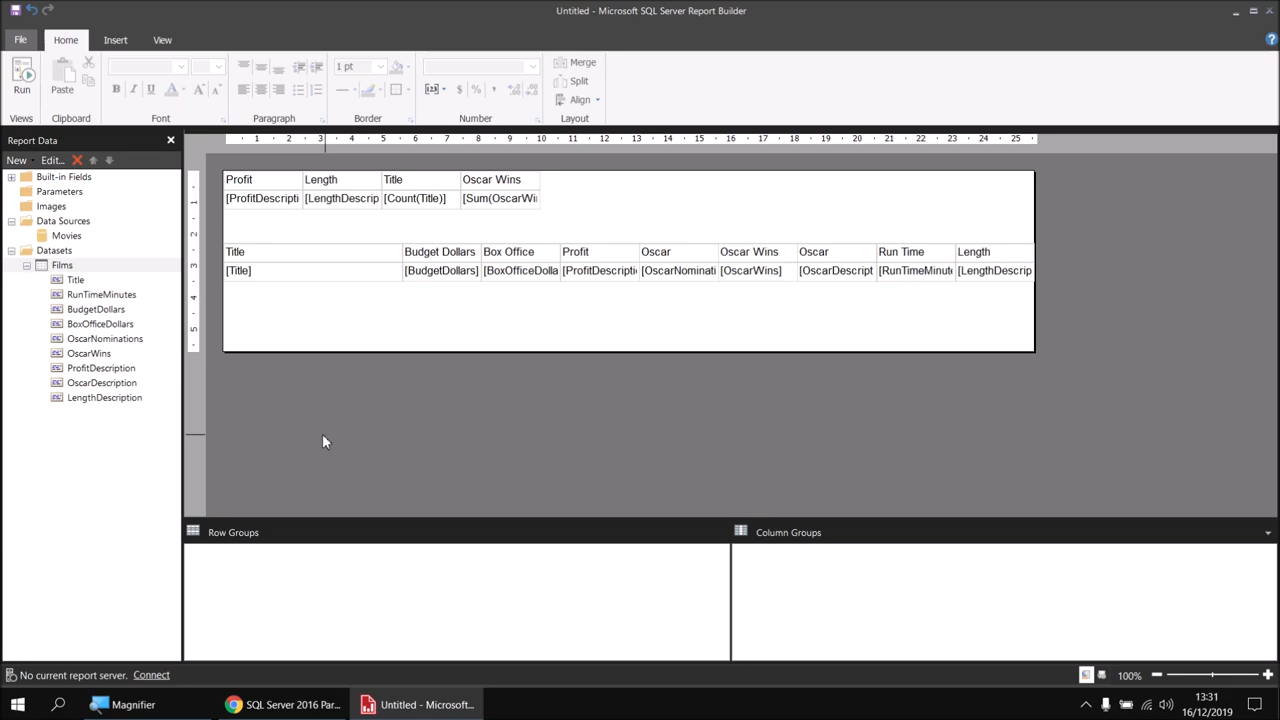 Untitled - Microsoft SQL Server Report Builder
File Home Insert View
1 pt
Merge
Run Paste Split
Align
Views Clipboard Font Paragraph Border Number Layout
Report Data
New Edit...
Built-in Fields
Parameters
Images
Data Sources
Movies
Datasets
Films
Title
RunTimeMinutes
BudgetDollars
BoxOfficeDollars
OscarNominations
OscarWins
ProfitDescription
OscarDescription
LengthDescription
1 2 3 4 5 6 7 8 9 10 11 12 13 14 15 16 17 18 19 20 21 22 23 24 25
1
2
3
4
5
Profit Length Title Oscar Wins
[ProfitDescripti [LengthDescrip [Count(Title)] [Sum(OscarWi
Title Budget Dollars Box Office Profit Oscar Oscar Wins Oscar Run Time Length
[Title] [BudgetDollars] [BoxOfficeDolla [ProfitDescripti [OscarNominati [OscarWins] [OscarDescript [RunTimeMinut [LengthDescrip
Row Groups Column Groups
No current report server. Connect
100%
Magnifier SQL Server 2016 Par... Untitled - Microsoft...
13:31
16/12/2019